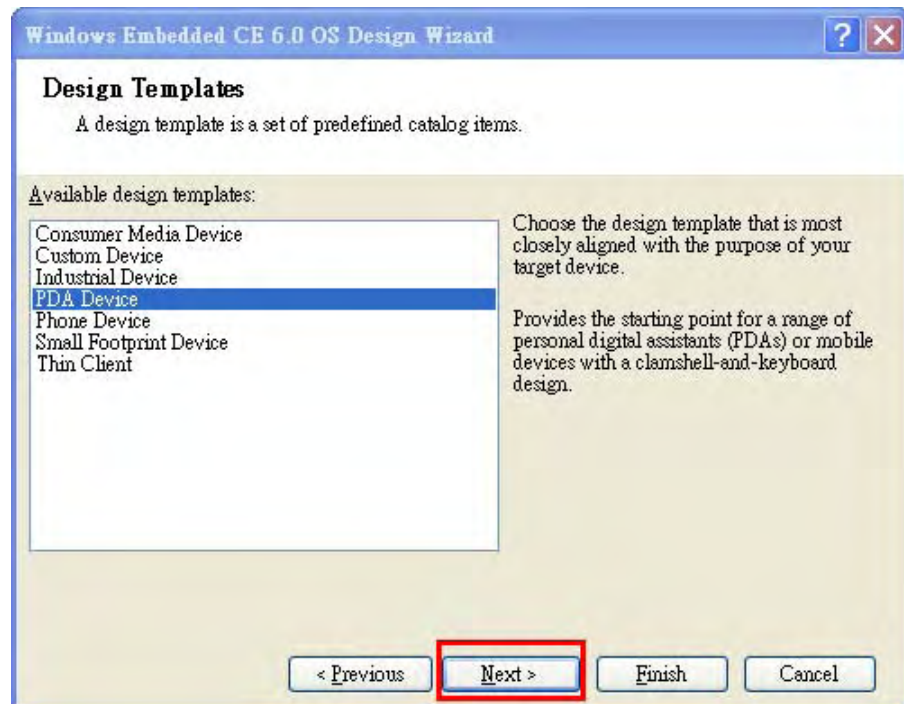 Windows Embedded CE 6.0 OS Design Wizard
Design Templates
A design template is a set of predefined catalog items.
Available design templates:
Consumer Media Device
Custom Device
Industrial Device
PDA Device
Phone Device
Small Footprint Device
Thin Client
Choose the design template that is most
closely aligned with the purpose of your
target device.
Provides the starting point for a range of
personal digital assistants (PDAs) or mobile
devices with a clamshell-and-keyboard
design.
< Previous
Next >
Finish
Cancel